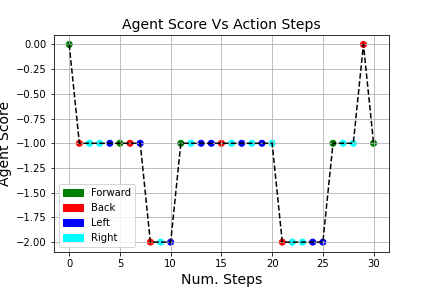 Agent Score Vs Action Steps
0.00
−0.25
−0.50
−0.75
−1.00
−1.25
−1.50
−1.75
−2.00
Agent Score
Forward
Back
Left
Right
0 5 10 15 20 25 30
Num. Steps